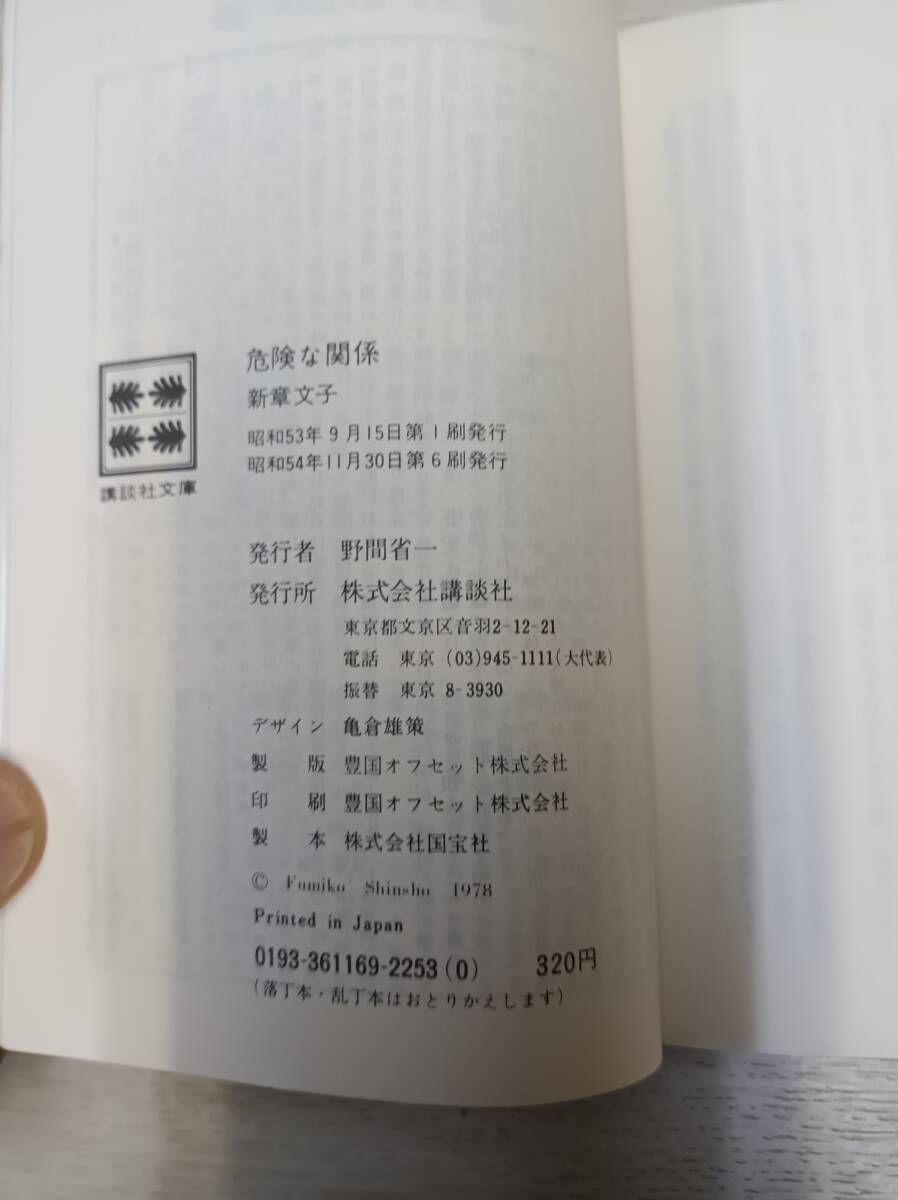 危険な関係
新章文子
昭和53年9月15日第1刷発行
昭和54年11月30日第6刷発行
講談社文庫
発行者 野間省一
発行所 株式会社講談社
東京都文京区音羽2-12-21
電話 東京 (03)945-1111(大代表)
振替 東京 8-3930
デザイン 亀倉雄策
製版 豊国オフセット株式会社
印刷 豊国オフセット株式会社
製本 株式会社国宝社
© Fumiko Shinsho 1978
Printed in Japan
0193-361169-2253(0) 320円
(落丁本・乱丁本はおとりかえします)